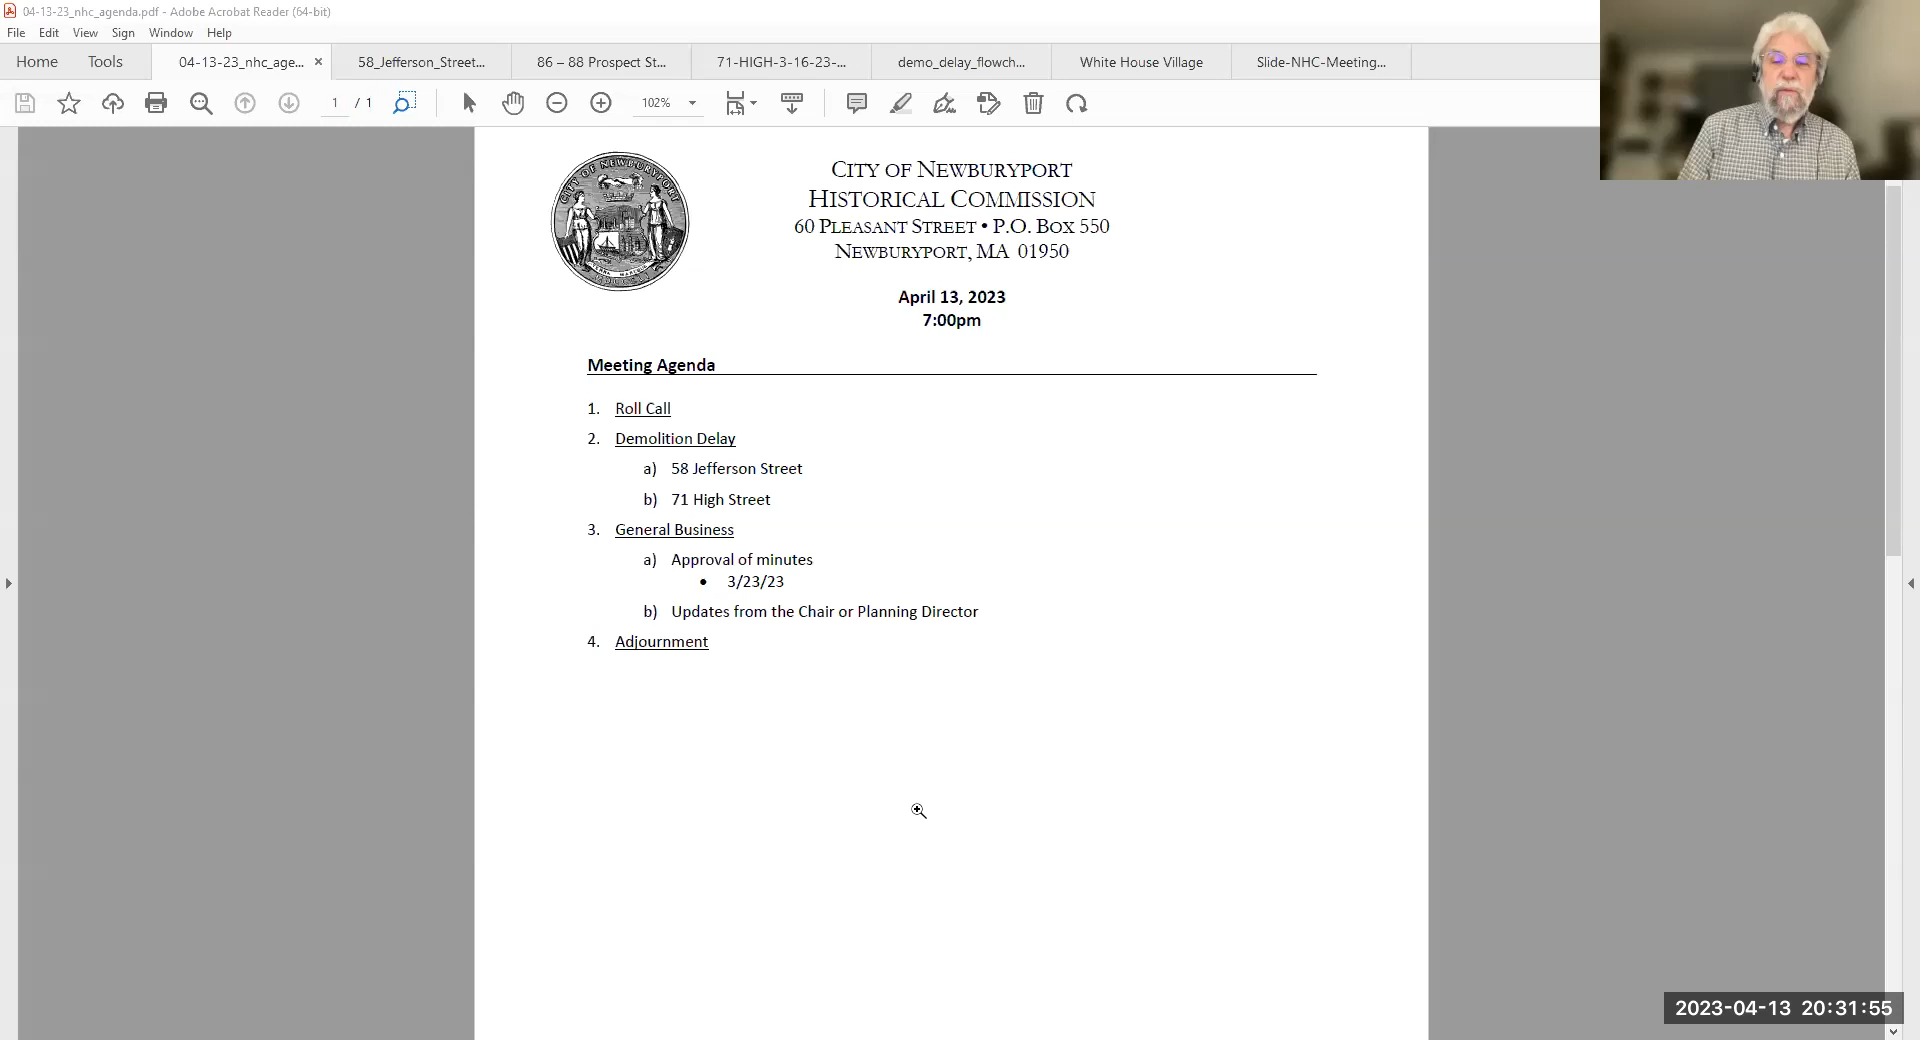 04-13-23_nhc_agenda.pdf - Adobe Acrobat Reader (64-bit)
File Edit View Sign Window Help
Home Tools 04-13-23_nhc_age... × 58_Jefferson_Street... 86 – 88 Prospect St... 71-HIGH-3-16-23-... demo_delay_flowch... White House Village Slide-NHC-Meeting...
1 / 1 102%
CITY OF NEWBURYPORT
CITY OF NEWBURYPORT
HISTORICAL COMMISSION
60 PLEASANT STREET • P.O. BOX 550
NEWBURYPORT, MA 01950
April 13, 2023
7:00pm
Meeting Agenda
1. Roll Call
2. Demolition Delay
a) 58 Jefferson Street
b) 71 High Street
3. General Business
a) Approval of minutes
• 3/23/23
b) Updates from the Chair or Planning Director
4. Adjournment
2023-04-13 20:31:55